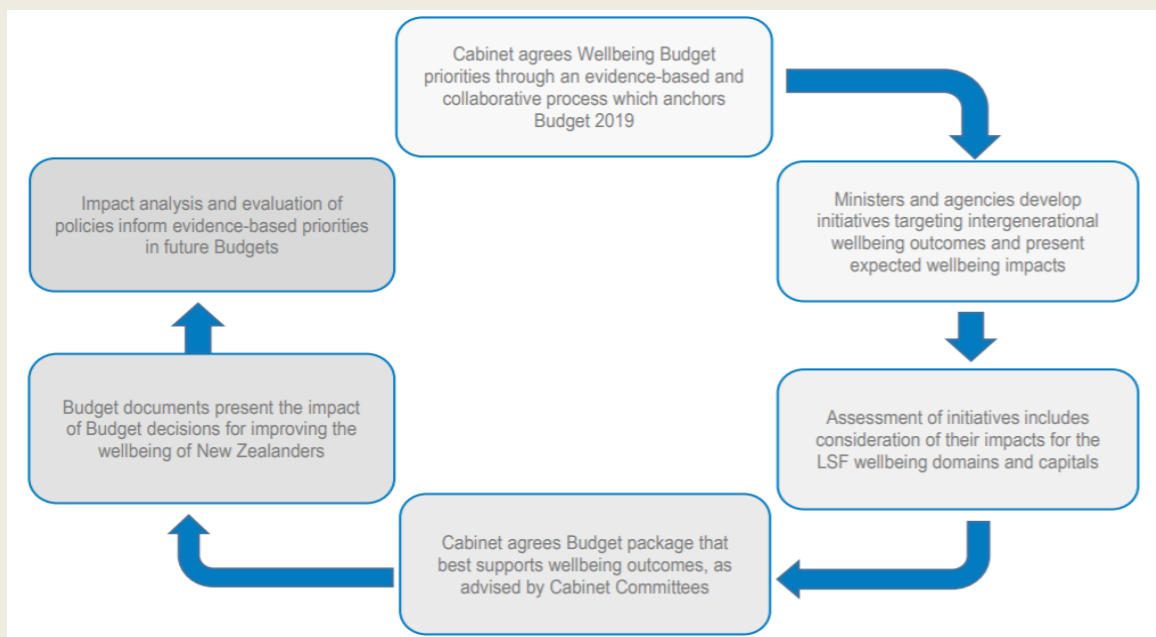 Cabinet agrees Wellbeing Budget
priorities through an evidence-based and
collaborative process which anchors
Budget 2019
Ministers and agencies develop
initiatives targeting intergenerational
wellbeing outcomes and present
expected wellbeing impacts
Assessment of initiatives includes
consideration of their impacts for the
LSF wellbeing domains and capitals
Cabinet agrees Budget package that
best supports wellbeing outcomes, as
advised by Cabinet Committees
Budget documents present the impact
of Budget decisions for improving the
wellbeing of New Zealanders
Impact analysis and evaluation of
policies inform evidence-based priorities
in future Budgets